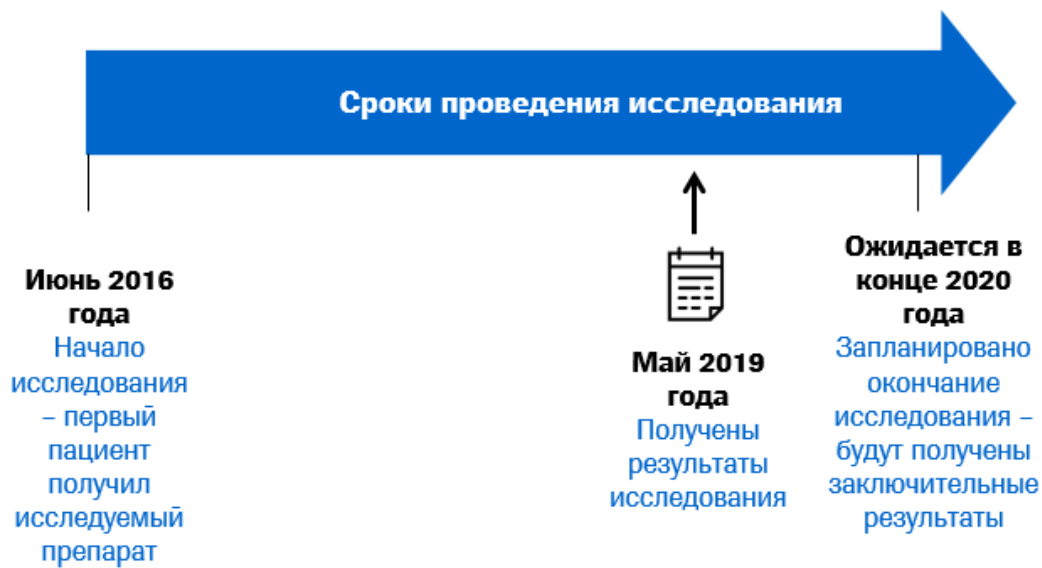 Сроки проведения исследования
Июнь 2016
года
Начало
исследования
– первый
пациент
получил
исследуемый
препарат
Май 2019
года
Получены
результаты
исследования
Ожидается в
конце 2020
года
Запланировано
окончание
исследования –
будут получены
заключительные
результаты